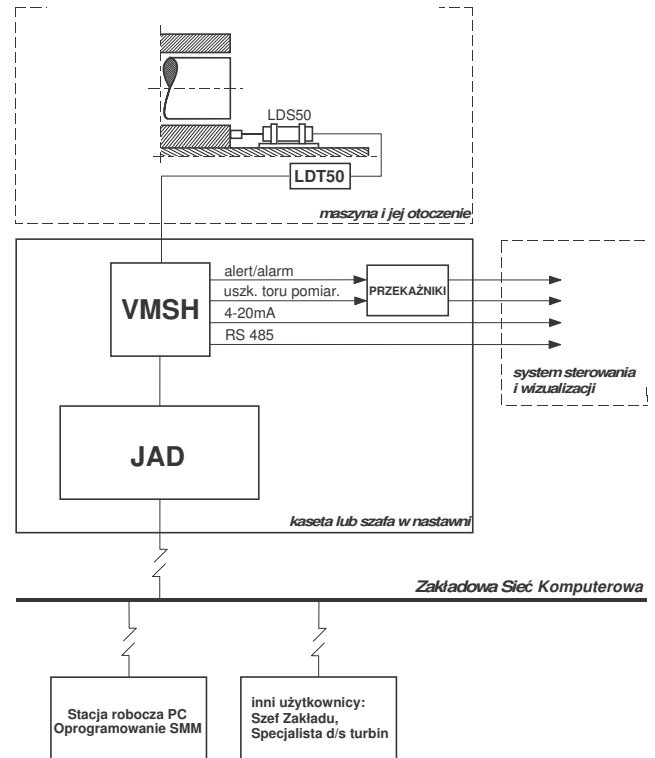 LDS50
LDT50
maszyna i jej otoczenie
VMSH
alert/alarm
uszk. toru pomiar.
4-20mA
RS 485
PRZEKAŹNIKI
system sterowania
i wizualizacji
JAD
kaseta lub szafa w nastawni
Zakładowa Sieć Komputerowa
Stacja robocza PC
Oprogramowanie SMM
inni użytkownicy:
Szef Zakładu,
Specjalista d/s turbin